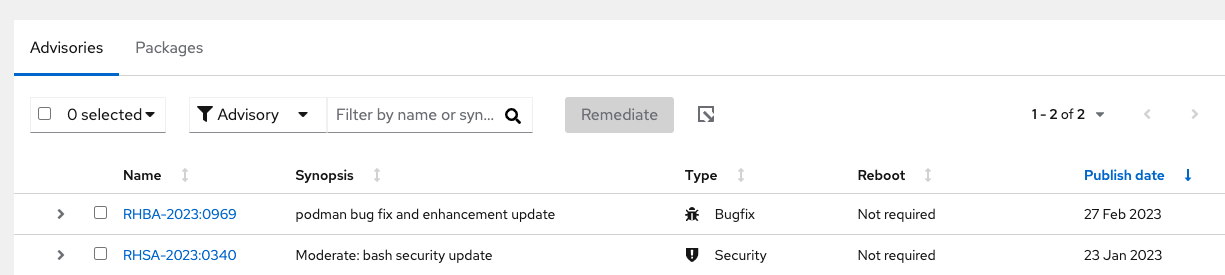 Advisories Packages
0 selected Advisory Filter by name or syn... Remediate 1 - 2 of 2
Name Synopsis Type Reboot Publish date
RHBA-2023:0969 podman bug fix and enhancement update Bugfix Not required 27 Feb 2023
RHSA-2023:0340 Moderate: bash security update Security Not required 23 Jan 2023